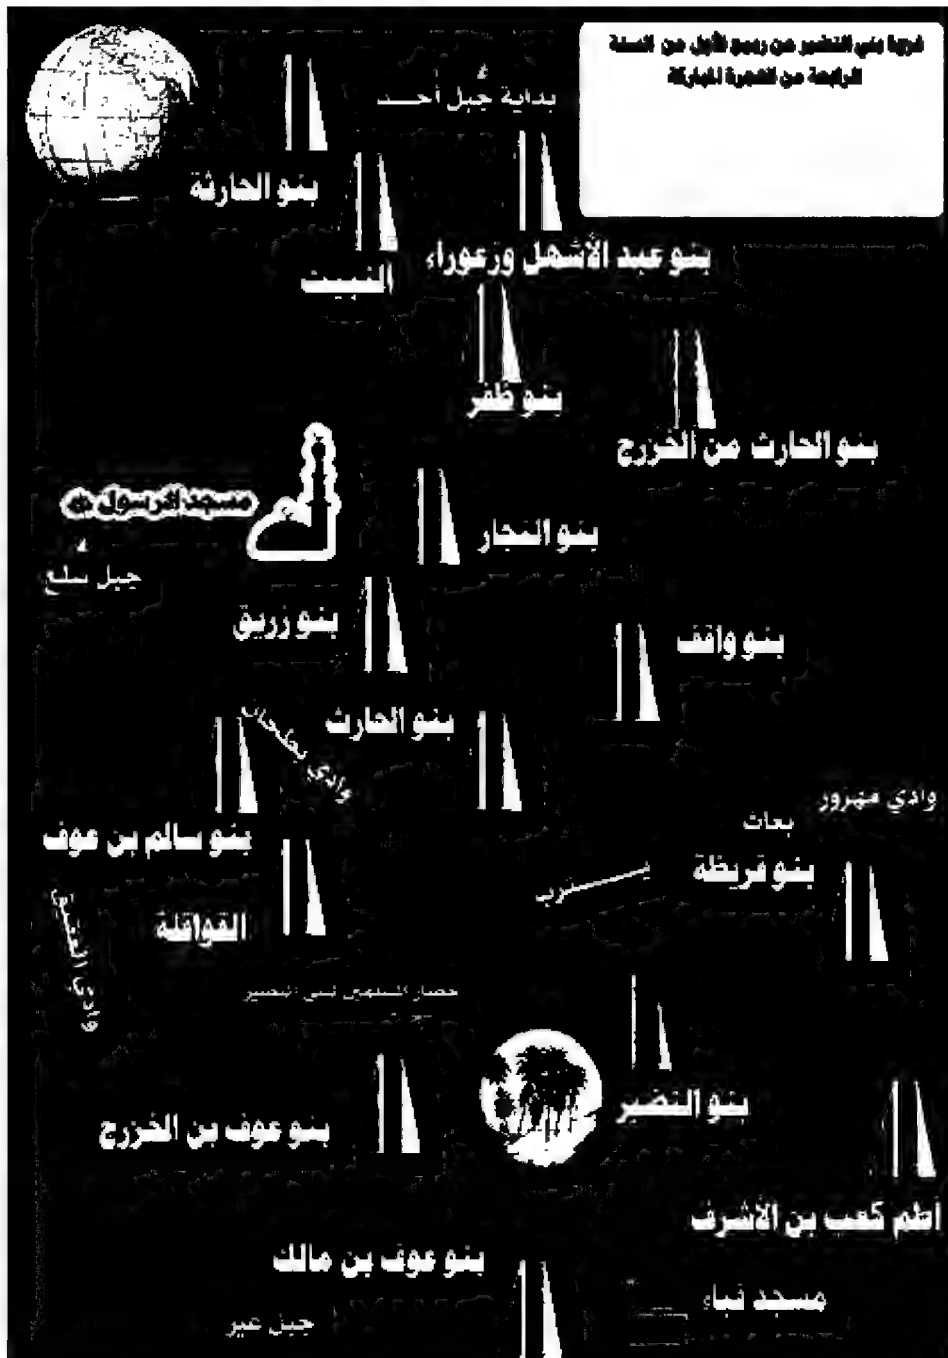 غزوة بني النضير من ربيع الأول من السنة
الرابعة من الهجرة المباركة
بداية جبل أحـــد
بنو الحارثة
بنو عبد الأشهل وزعوراء
النبيت
بنو ظفر
بنو الحارث من الخزرج
مسجد الرسول ﷺ
بنو النجار
جبل سلع
بنو زريق
بنو واقف
وادي بطحان
بنو الحارث
وادي مهزور
بعاث
بنو سالم بن عوف
بنو قريظة
يـــــثرب
القواقلة
وادي العقيق
حصار المسلمين لبني النضير
بنو النضير
بنو عوف بن الخزرج
أطم كعب بن الأشرف
بنو عوف بن مالك
مسجد قباء
جبل عير